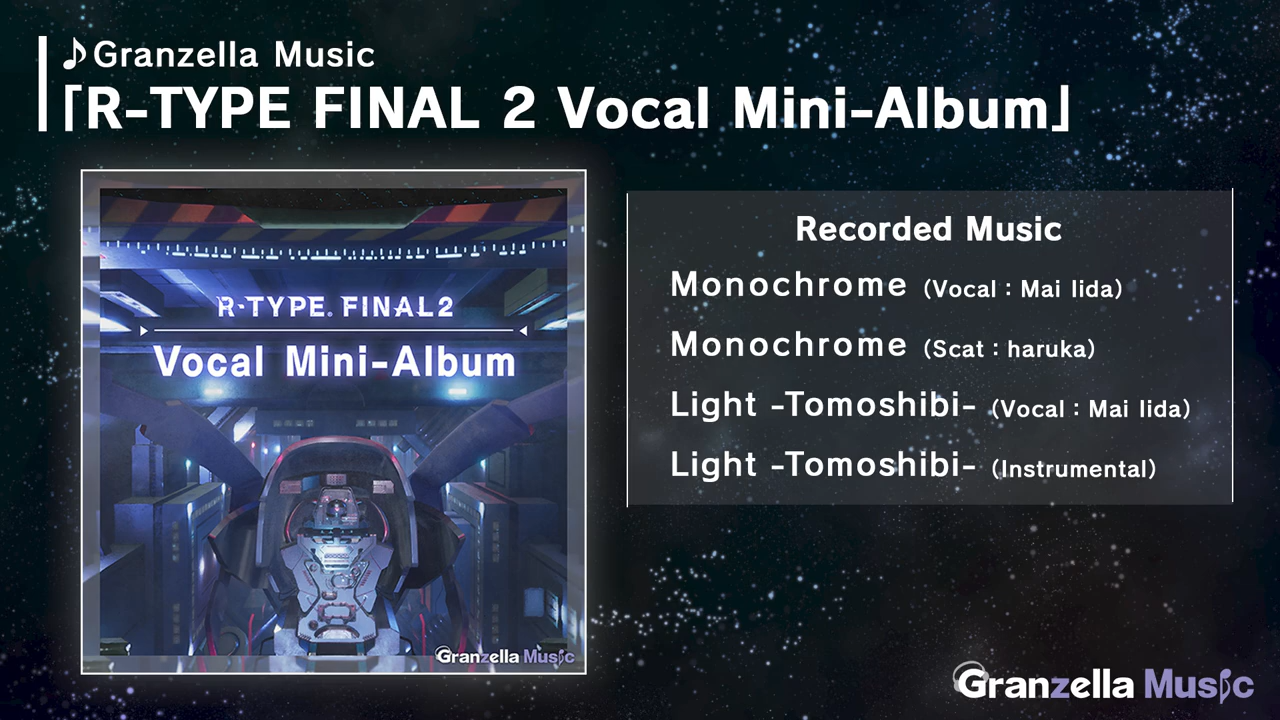 ♪Granzella Music
「R-TYPE FINAL 2 Vocal Mini-Album」
R-TYPE FINAL2
Vocal Mini-Album
Granzella Music
Recorded Music
Monochrome (Vocal : Mai Iida)
Monochrome (Scat : haruka)
Light -Tomoshibi- (Vocal : Mai Iida)
Light -Tomoshibi- (Instrumental)
Granzella Music